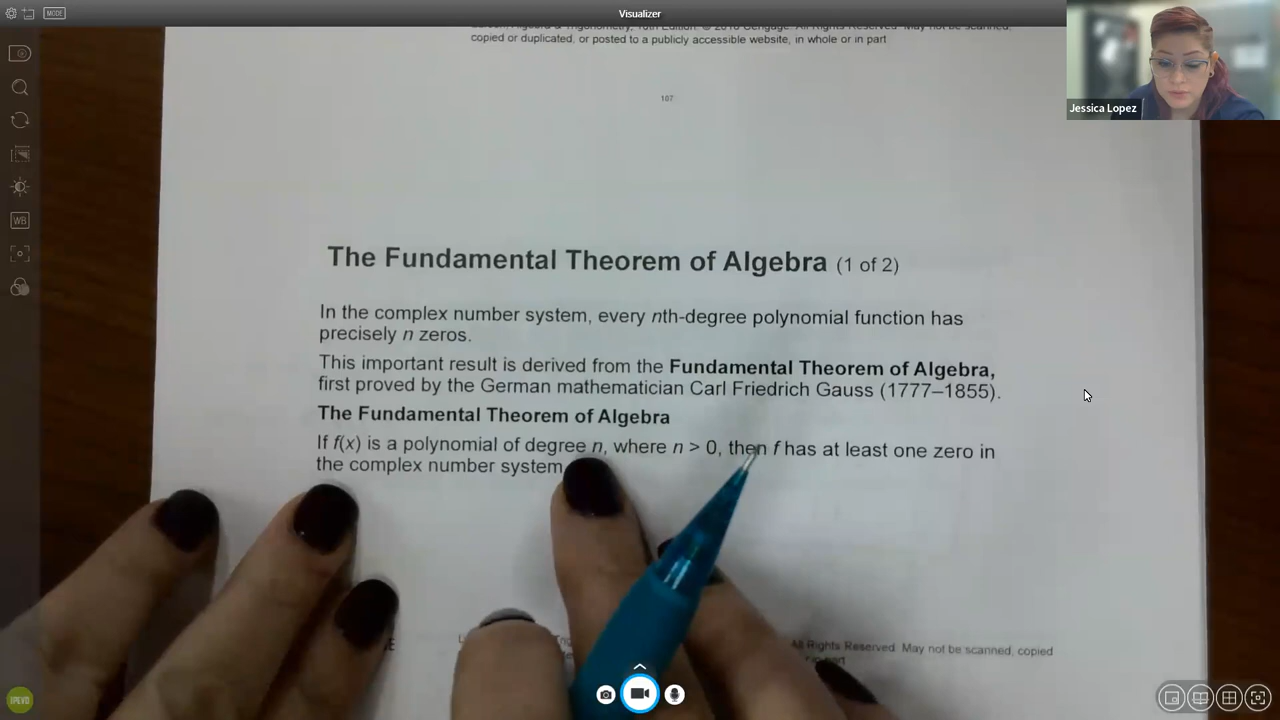 MODE
Visualizer
copied or duplicated, or posted to a publicly accessible website, in whole or in part
Jessica Lopez
107
WB
The Fundamental Theorem of Algebra (1 of 2)
In the complex number system, every nth-degree polynomial function has
precisely n zeros.
This important result is derived from the Fundamental Theorem of Algebra,
first proved by the German mathematician Carl Friedrich Gauss (1777–1855).
The Fundamental Theorem of Algebra
If f(x) is a polynomial of degree n, where n > 0, then f has at least one zero in
the complex number system
All Rights Reserved. May not be scanned, copied
IPEVO